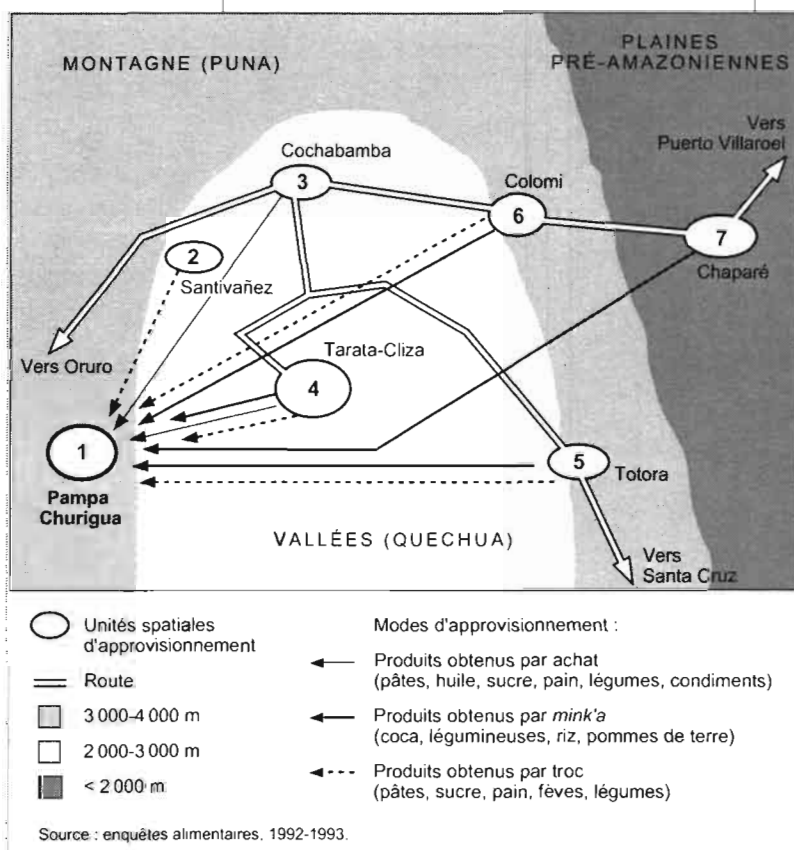 MONTAGNE (PUNA)
PLAINES
PRÉ-AMAZONIENNES
Vers
Puerto Villaroel
Cochabamba
3
Colomi
6
7
Chaparé
2
Santivañez
Vers Oruro
Tarata-Cliza
4
1
Pampa
Churigua
5
Totora
VALLÉES (QUECHUA)
Vers
Santa Cruz
Unités spatiales
d'approvisionnement
Route
3 000-4 000 m
2 000-3 000 m
< 2 000 m
Modes d'approvisionnement :
Produits obtenus par achat
(pâtes, huile, sucre, pain, légumes, condiments)
Produits obtenus par mink'a
(coca, légumineuses, riz, pommes de terre)
Produits obtenus par troc
(pâtes, sucre, pain, fèves, légumes)
Source : enquêtes alimentaires, 1992-1993.